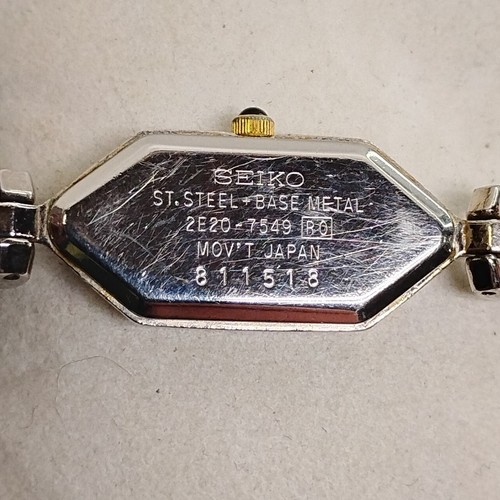 SEIKO
ST.STEEL+BASE METAL
2E20-7549 R0
MOV'T JAPAN
811518